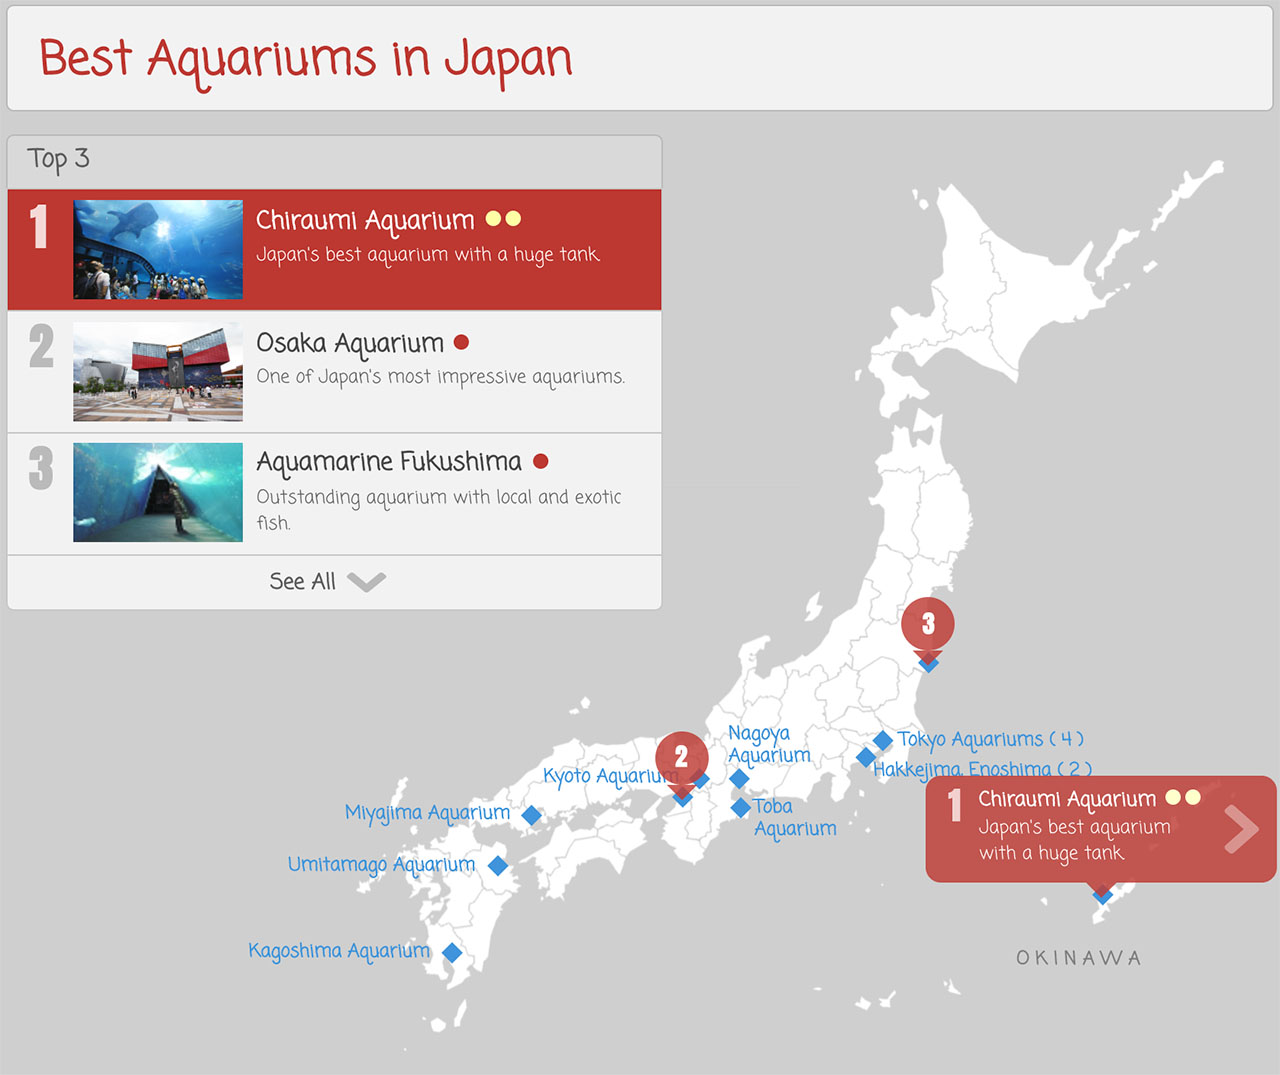 Best Aquariums in Japan
Top 3
1
Chiraumi Aquarium
Japan's best aquarium with a huge tank.
2
Osaka Aquarium
One of Japan's most impressive aquariums.
3
Aquamarine Fukushima
Outstanding aquarium with local and exotic
fish.
See All
3
2
Nagoya
Aquarium
Tokyo Aquariums ( 4 )
Hakkejima, Enoshima ( 2 )
Kyoto Aquarium
Toba
Aquarium
Miyajima Aquarium
Umitamago Aquarium
Kagoshima Aquarium
1
Chiraumi Aquarium
Japan's best aquarium
with a huge tank.
OKINAWA